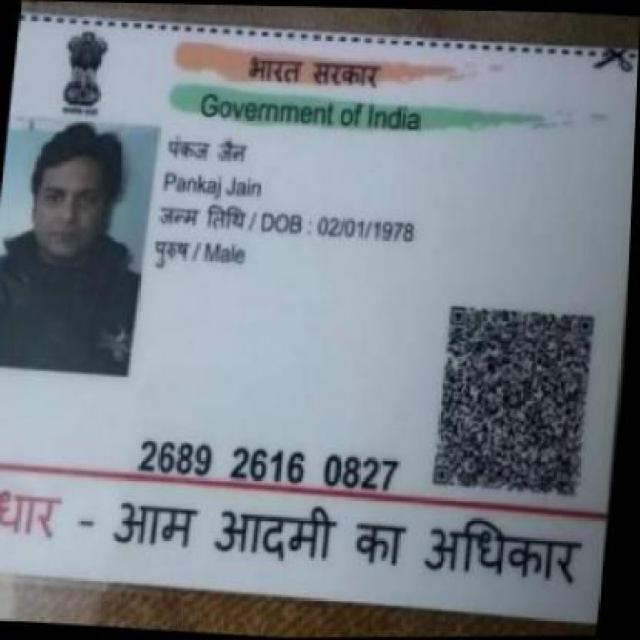 भारत सरकार
Government of India
पंकज जैन
Pankaj Jain
जन्म तिथि / DOB : 02/01/1978
पुरुष / Male
2689 2616 0827
धार - आम आदमी का अधिकार